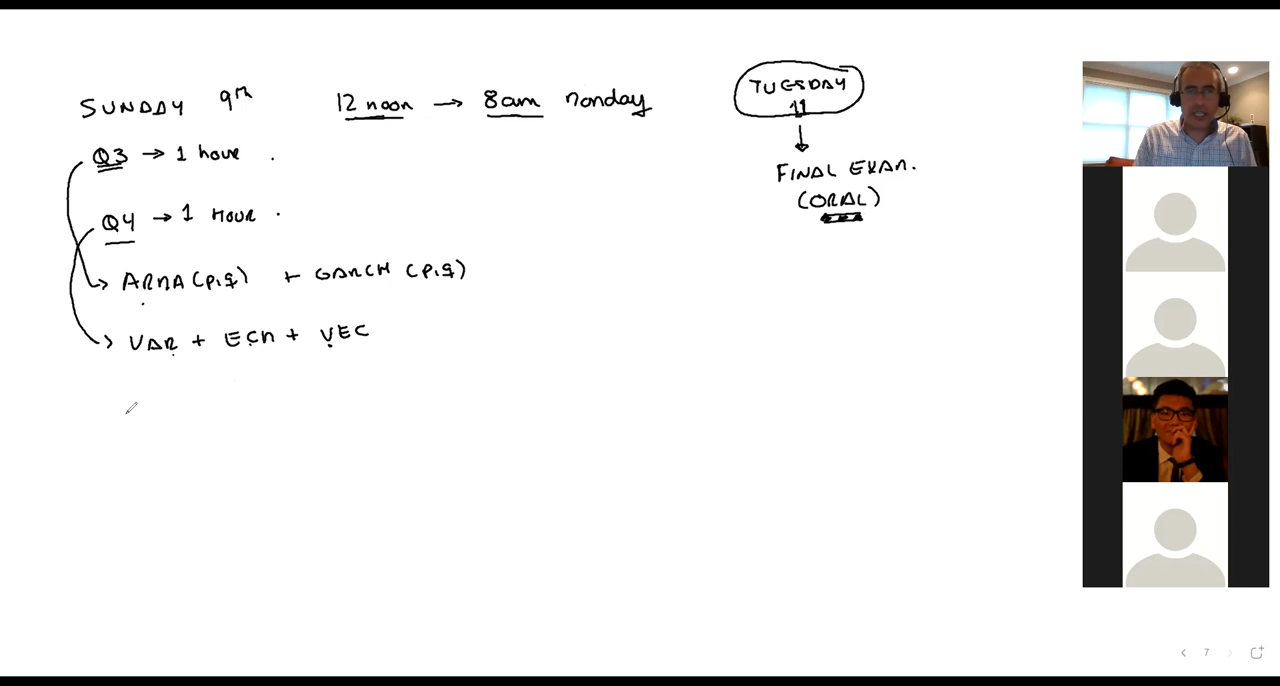 SUNDAY 9th 12 noon → 8am Monday
Q3 → 1 hour.
Q4 → 1 HOUR.
ARMA (p,q) + GARCH (p,q)
VAR + ECM + VEC
TUESDAY
11
FINAL EXAM.
(ORAL)
7